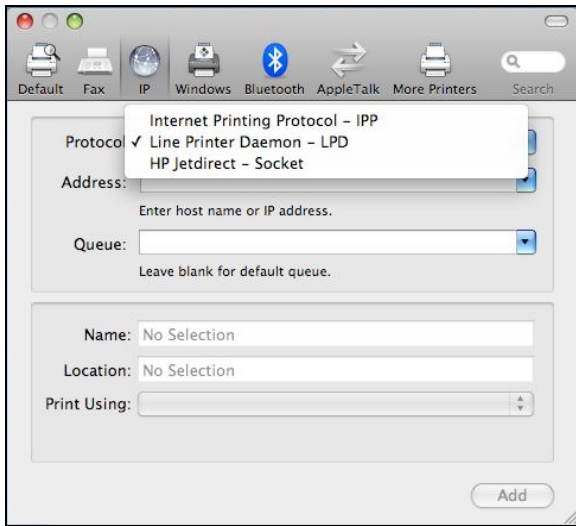 Default Fax IP Windows Bluetooth AppleTalk More Printers Search
Internet Printing Protocol – IPP
Protocol ✓ Line Printer Daemon – LPD
HP Jetdirect – Socket
Address:
Enter host name or IP address.
Queue:
Leave blank for default queue.
Name: No Selection
Location: No Selection
Print Using:
Add